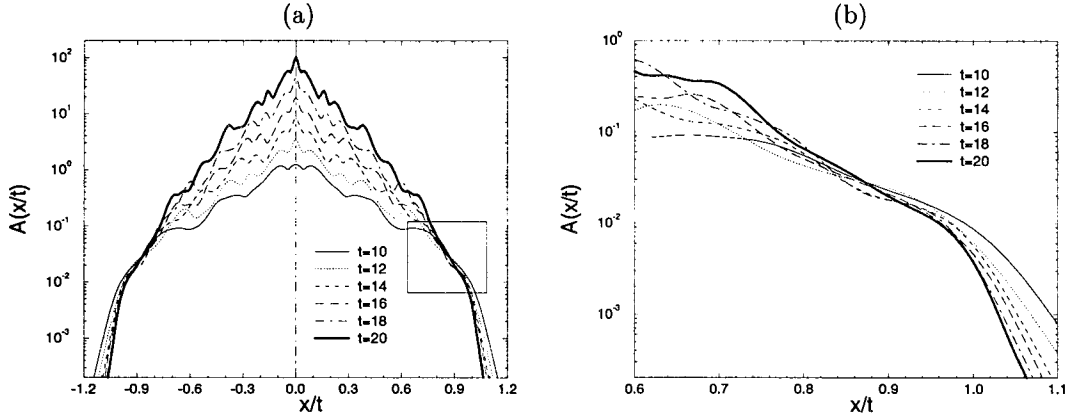 (a)
A(x/t)
10²
10¹
10⁰
10⁻¹
10⁻²
10⁻³
t=10
t=12
t=14
t=16
t=18
t=20
-1.2 -0.9 -0.6 -0.3 0.0 0.3 0.6 0.9 1.2
x/t
(b)
A(x/t)
10⁰
10⁻¹
10⁻²
10⁻³
t=10
t=12
t=14
t=16
t=18
t=20
0.6 0.7 0.8 0.9 1.0 1.1
x/t